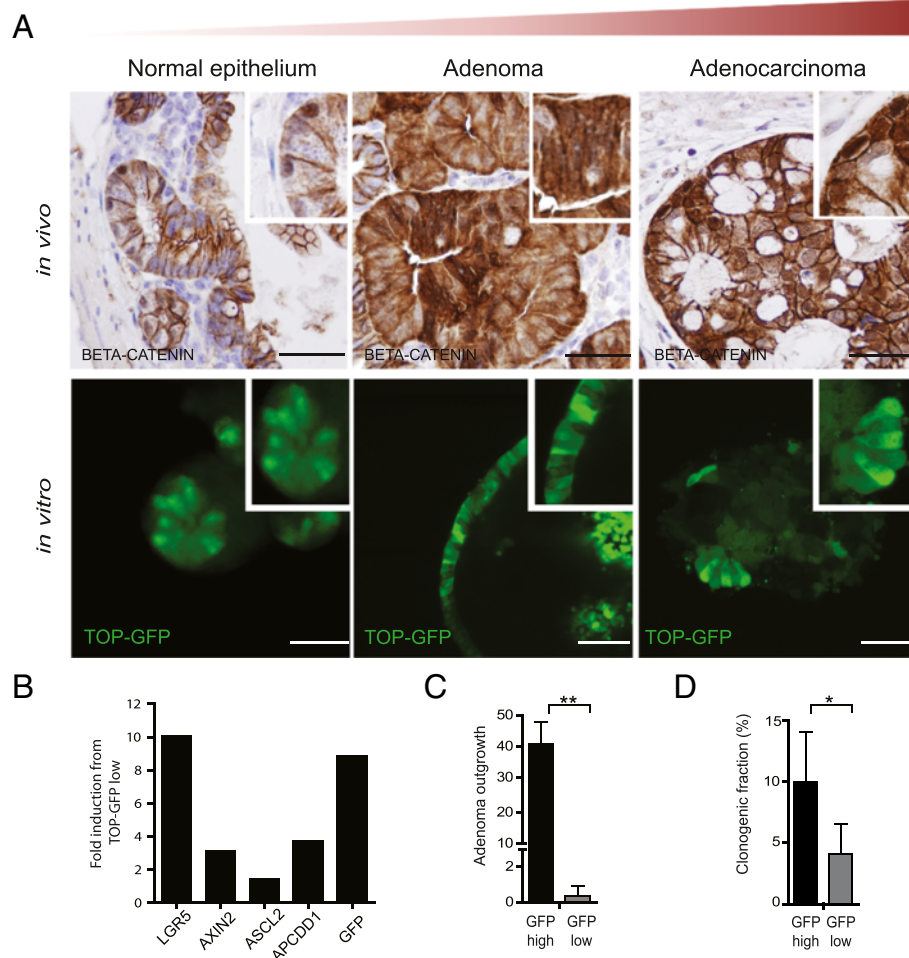 A
Normal epithelium
Adenoma
Adenocarcinoma
in vivo
BETA-CATENIN
BETA-CATENIN
BETA-CATENIN
in vitro
TOP-GFP
TOP-GFP
TOP-GFP
B
Fold induction from
TOP-GFP low
12
10
8
6
4
2
0
LGR5
AXIN2
ASCL2
APCDD1
GFP
C
Adenoma outgrowth
50
40
30
20
10
2
0
**
GFP
high
GFP
low
D
Clonogenic fraction (%)
15
10
5
0
*
GFP
high
GFP
low